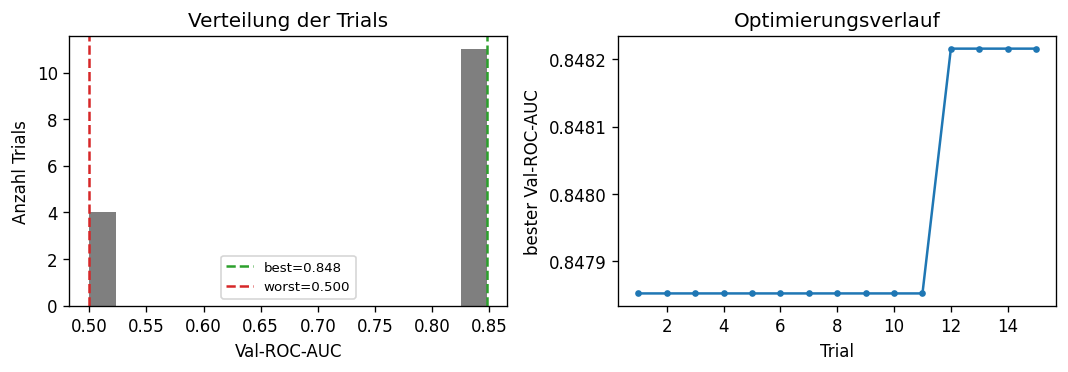 Verteilung der Trials
Anzahl Trials
10
8
6
4
2
0
best=0.848
worst=0.500
0.50 0.55 0.60 0.65 0.70 0.75 0.80 0.85
Val-ROC-AUC
Optimierungsverlauf
bester Val-ROC-AUC
0.8482
0.8481
0.8480
0.8479
2 4 6 8 10 12 14
Trial